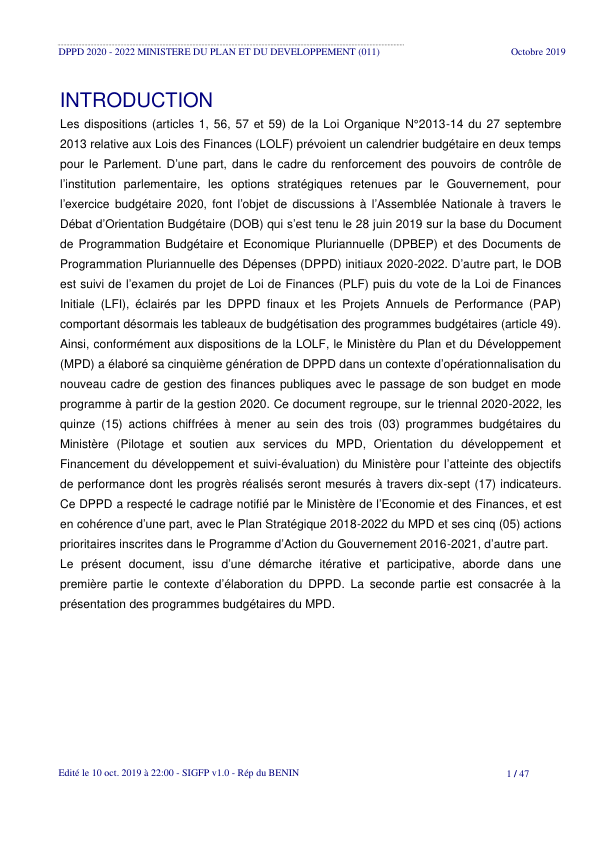 DPPD 2020 - 2022 MINISTERE DU PLAN ET DU DEVELOPPEMENT (011) Octobre 2019
INTRODUCTION
Les dispositions (articles 1, 56, 57 et 59) de la Loi Organique N°2013-14 du 27 septembre
2013 relative aux Lois des Finances (LOLF) prévoient un calendrier budgétaire en deux temps
pour le Parlement. D’une part, dans le cadre du renforcement des pouvoirs de contrôle de
l’institution parlementaire, les options stratégiques retenues par le Gouvernement, pour
l’exercice budgétaire 2020, font l’objet de discussions à l’Assemblée Nationale à travers le
Débat d’Orientation Budgétaire (DOB) qui s’est tenu le 28 juin 2019 sur la base du Document
de Programmation Budgétaire et Economique Pluriannuelle (DPBEP) et des Documents de
Programmation Pluriannuelle des Dépenses (DPPD) initiaux 2020-2022. D’autre part, le DOB
est suivi de l’examen du projet de Loi de Finances (PLF) puis du vote de la Loi de Finances
Initiale (LFI), éclairés par les DPPD finaux et les Projets Annuels de Performance (PAP)
comportant désormais les tableaux de budgétisation des programmes budgétaires (article 49).
Ainsi, conformément aux dispositions de la LOLF, le Ministère du Plan et du Développement
(MPD) a élaboré sa cinquième génération de DPPD dans un contexte d’opérationnalisation du
nouveau cadre de gestion des finances publiques avec le passage de son budget en mode
programme à partir de la gestion 2020. Ce document regroupe, sur le triennal 2020-2022, les
quinze (15) actions chiffrées à mener au sein des trois (03) programmes budgétaires du
Ministère (Pilotage et soutien aux services du MPD, Orientation du développement et
Financement du développement et suivi-évaluation) du Ministère pour l’atteinte des objectifs
de performance dont les progrès réalisés seront mesurés à travers dix-sept (17) indicateurs.
Ce DPPD a respecté le cadrage notifié par le Ministère de l’Economie et des Finances, et est
en cohérence d’une part, avec le Plan Stratégique 2018-2022 du MPD et ses cinq (05) actions
prioritaires inscrites dans le Programme d’Action du Gouvernement 2016-2021, d’autre part.
Le présent document, issu d’une démarche itérative et participative, aborde dans une
première partie le contexte d’élaboration du DPPD. La seconde partie est consacrée à la
présentation des programmes budgétaires du MPD.
Edité le 10 oct. 2019 à 22:00 - SIGFP v1.0 - Rép du BENIN 1 / 47